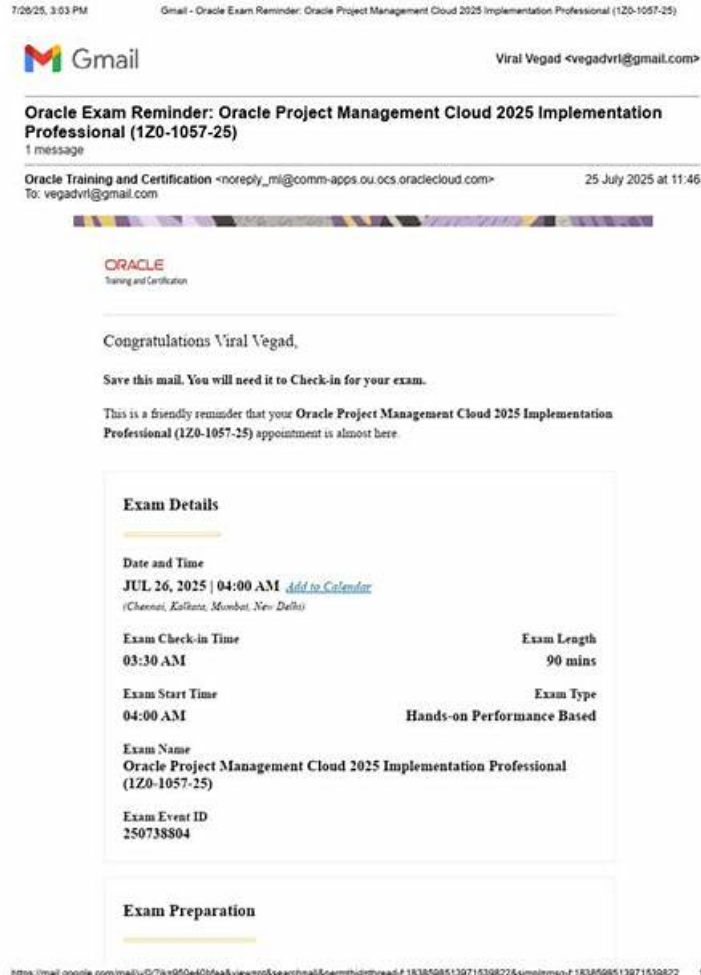 7/26/25, 3:03 PM
Gmail - Oracle Exam Reminder: Oracle Project Management Cloud 2025 Implementation Professional (1Z0-1057-25)
Gmail
Viral Vegad <vegadvrl@gmail.com>
Oracle Exam Reminder: Oracle Project Management Cloud 2025 Implementation
Professional (1Z0-1057-25)
1 message
Oracle Training and Certification <noreply_ml@comm-apps.ou.ocs.oraclecloud.com>
25 July 2025 at 11:46
To: vegadvrl@gmail.com
ORACLE
Training and Certification
Congratulations Viral Vegad,
Save this mail. You will need it to Check-in for your exam.
This is a friendly reminder that your Oracle Project Management Cloud 2025 Implementation
Professional (1Z0-1057-25) appointment is almost here.
Exam Details
Date and Time
JUL 26, 2025 | 04:00 AM Add to Calendar
(Chennai, Kolkata, Mumbai, New Delhi)
Exam Check-in Time
Exam Length
03:30 AM
90 mins
Exam Start Time
Exam Type
04:00 AM
Hands-on Performance Based
Exam Name
Oracle Project Management Cloud 2025 Implementation Professional
(1Z0-1057-25)
Exam Event ID
250738804
Exam Preparation